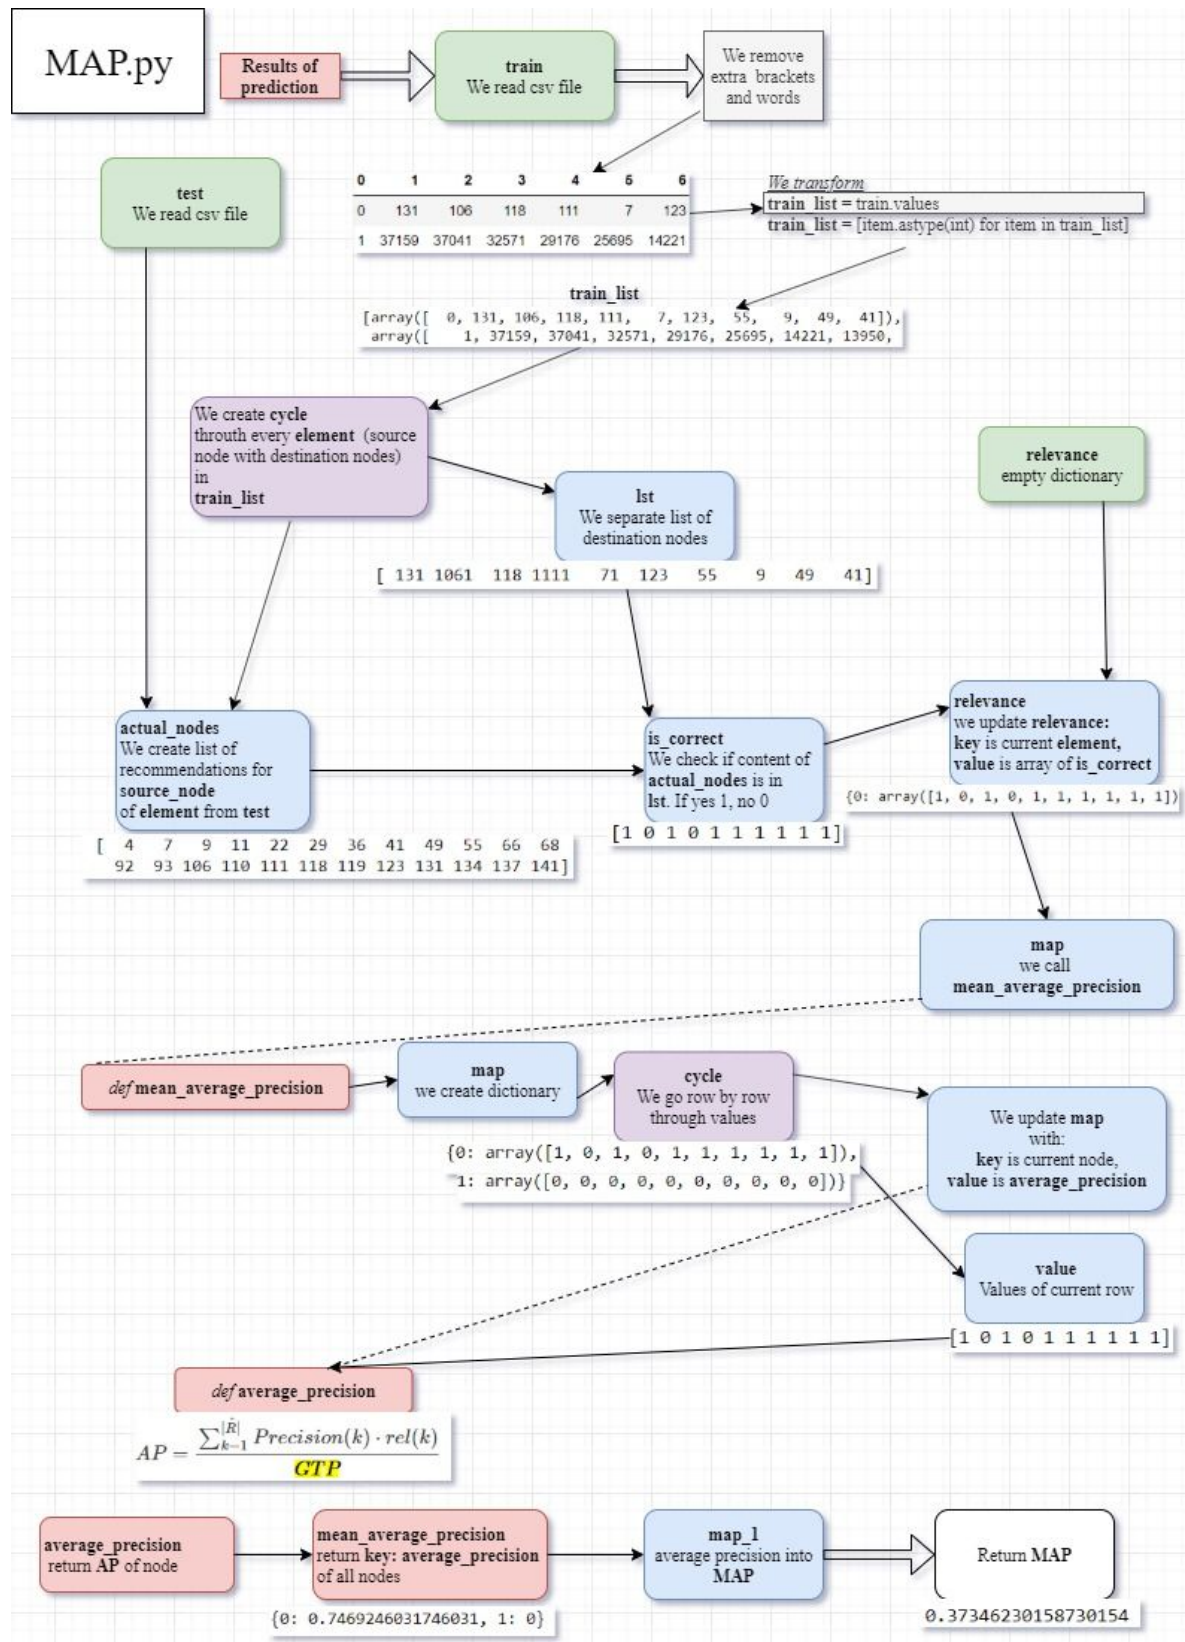 MAP.py
Results of
prediction
train
We read csv file
We remove
extra brackets
and words
test
We read csv file
0 1 2 3 4 5 6
0 131 106 118 111 7 123
1 37159 37041 32571 29176 25695 14221
We transform
train_list = train.values
train_list = [item.astype(int) for item in train_list]
train_list
[array([ 0, 131, 106, 118, 111, 7, 123, 55, 9, 49, 41]),
array([ 1, 37159, 37041, 32571, 29176, 25695, 14221, 13950,
We create cycle
throuth every element (source
node with destination nodes)
in
train_list
relevance
empty dictionary
lst
We separate list of
destination nodes
[ 131 1061 118 1111 71 123 55 9 49 41]
actual_nodes
We create list of
recommendations for
source_node
of element from test
[ 4 7 9 11 22 29 36 41 49 55 66 68
92 93 106 110 111 118 119 123 131 134 137 141]
is_correct
We check if content of
actual_nodes is in
lst. If yes 1, no 0
[1 0 1 0 1 1 1 1 1 1]
relevance
we update relevance:
key is current element,
value is array of is_correct
{0: array([1, 0, 1, 0, 1, 1, 1, 1, 1, 1])
map
we call
mean_average_precision
def mean_average_precision
map
we create dictionary
cycle
We go row by row
through values
{0: array([1, 0, 1, 0, 1, 1, 1, 1, 1, 1]),
1: array([0, 0, 0, 0, 0, 0, 0, 0, 0, 0])}
We update map
with:
key is current node,
value is average_precision
value
Values of current row
[1 0 1 0 1 1 1 1 1 1]
def average_precision
AP = \frac{\sum_{k-1}^{|\hat{R}|} Precision(k) · rel(k)}{GTP}
average_precision
return AP of node
mean_average_precision
return key: average_precision
of all nodes
{0: 0.7469246031746031, 1: 0}
map_1
average precision into
MAP
Return MAP
0.37346230158730154